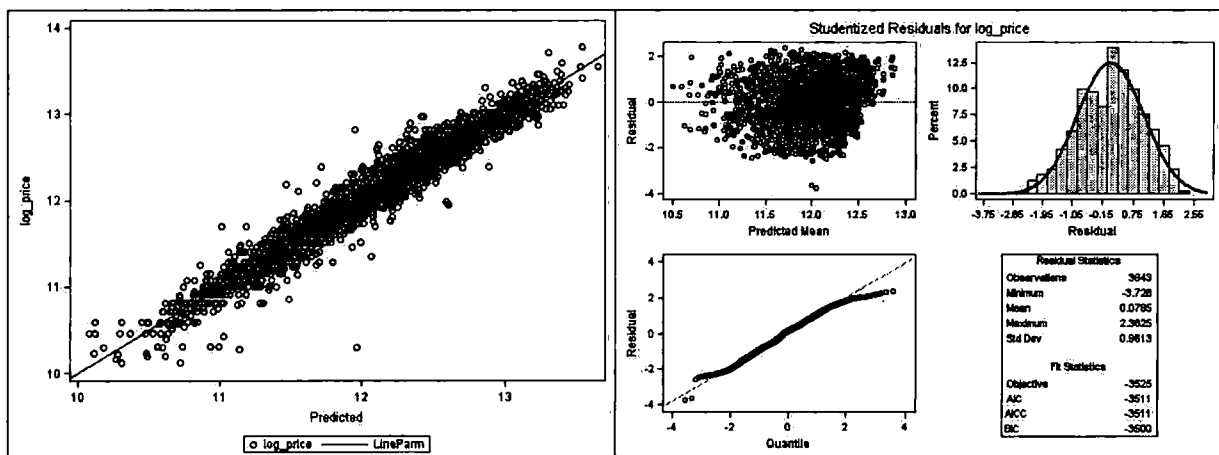 14
13
12
11
10
log_price
10
11
12
13
Predicted
log_price
LineParm
Studentized Residuals for log_price
2
0
-2
-4
Residual
10.5 11.0 11.5 12.0 12.5 13.0
Predicted Mean
12.5
10.0
7.5
5.0
2.5
0.0
Percent
-3.75 -2.85 -1.95 -1.05 -0.15 0.75 1.65 2.55
Residual
4
2
0
-2
-4
Residual
-4 -2 0 2 4
Quantile
Residual Statistics
Observations 3643
Minimum -3.728
Mean 0.0785
Maximum 2.3625
Std Dev 0.9613
Fit Statistics
Objective -3525
AIC -3511
AICC -3511
BIC -3500